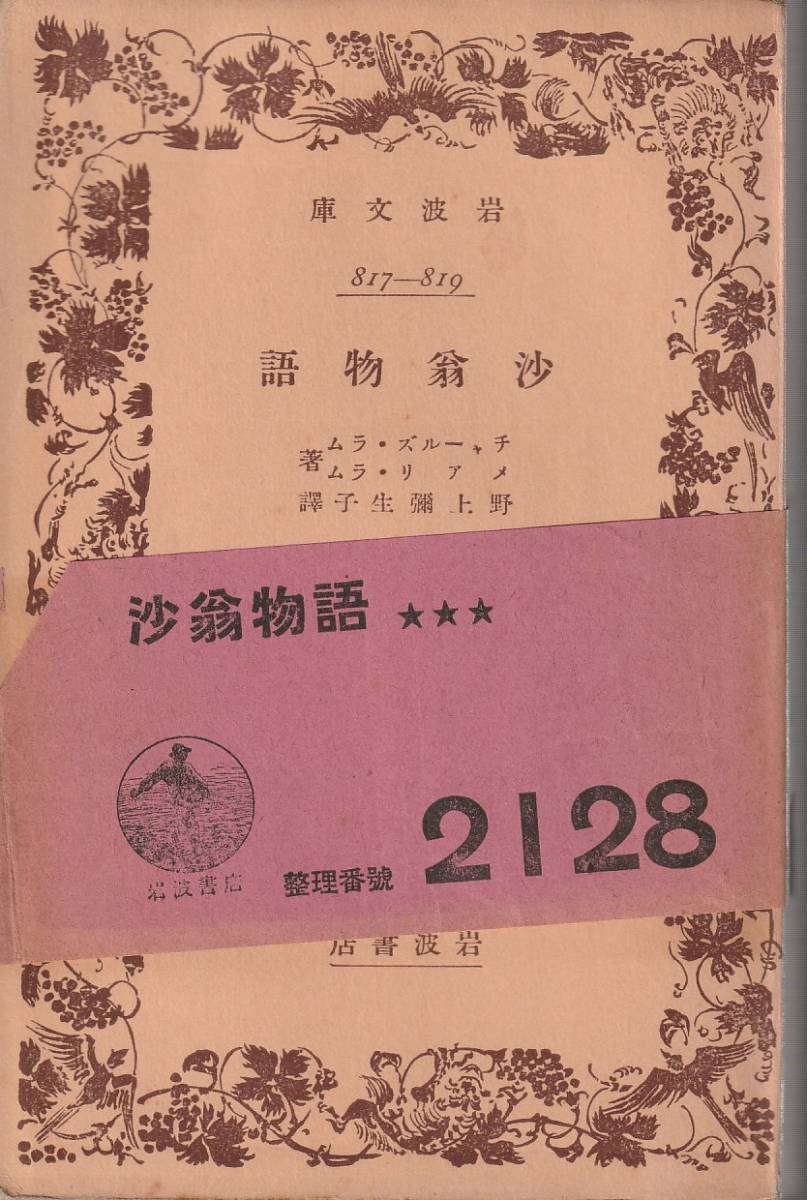 岩波文庫
817—819
沙翁物語
チャールズ・ラム
メアリ・ラム
著
野上彌生子譯
沙翁物語 ★★★
岩波書店
整理番號
2128
岩波書店